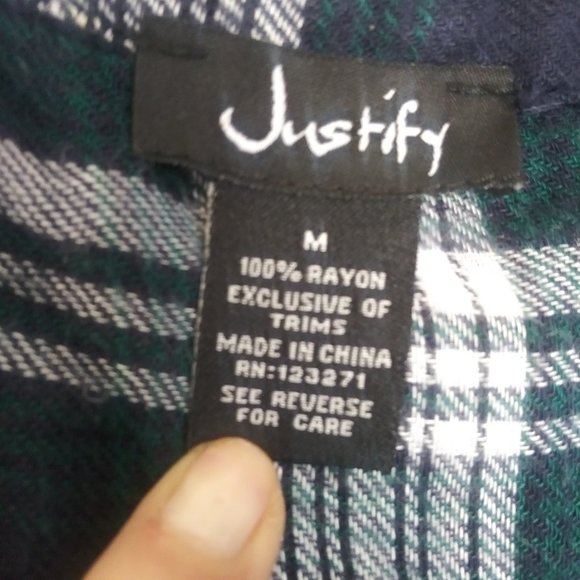 Justify
M
100% RAYON
EXCLUSIVE OF
TRIMS
MADE IN CHINA
RN:123271
SEE REVERSE
FOR CARE